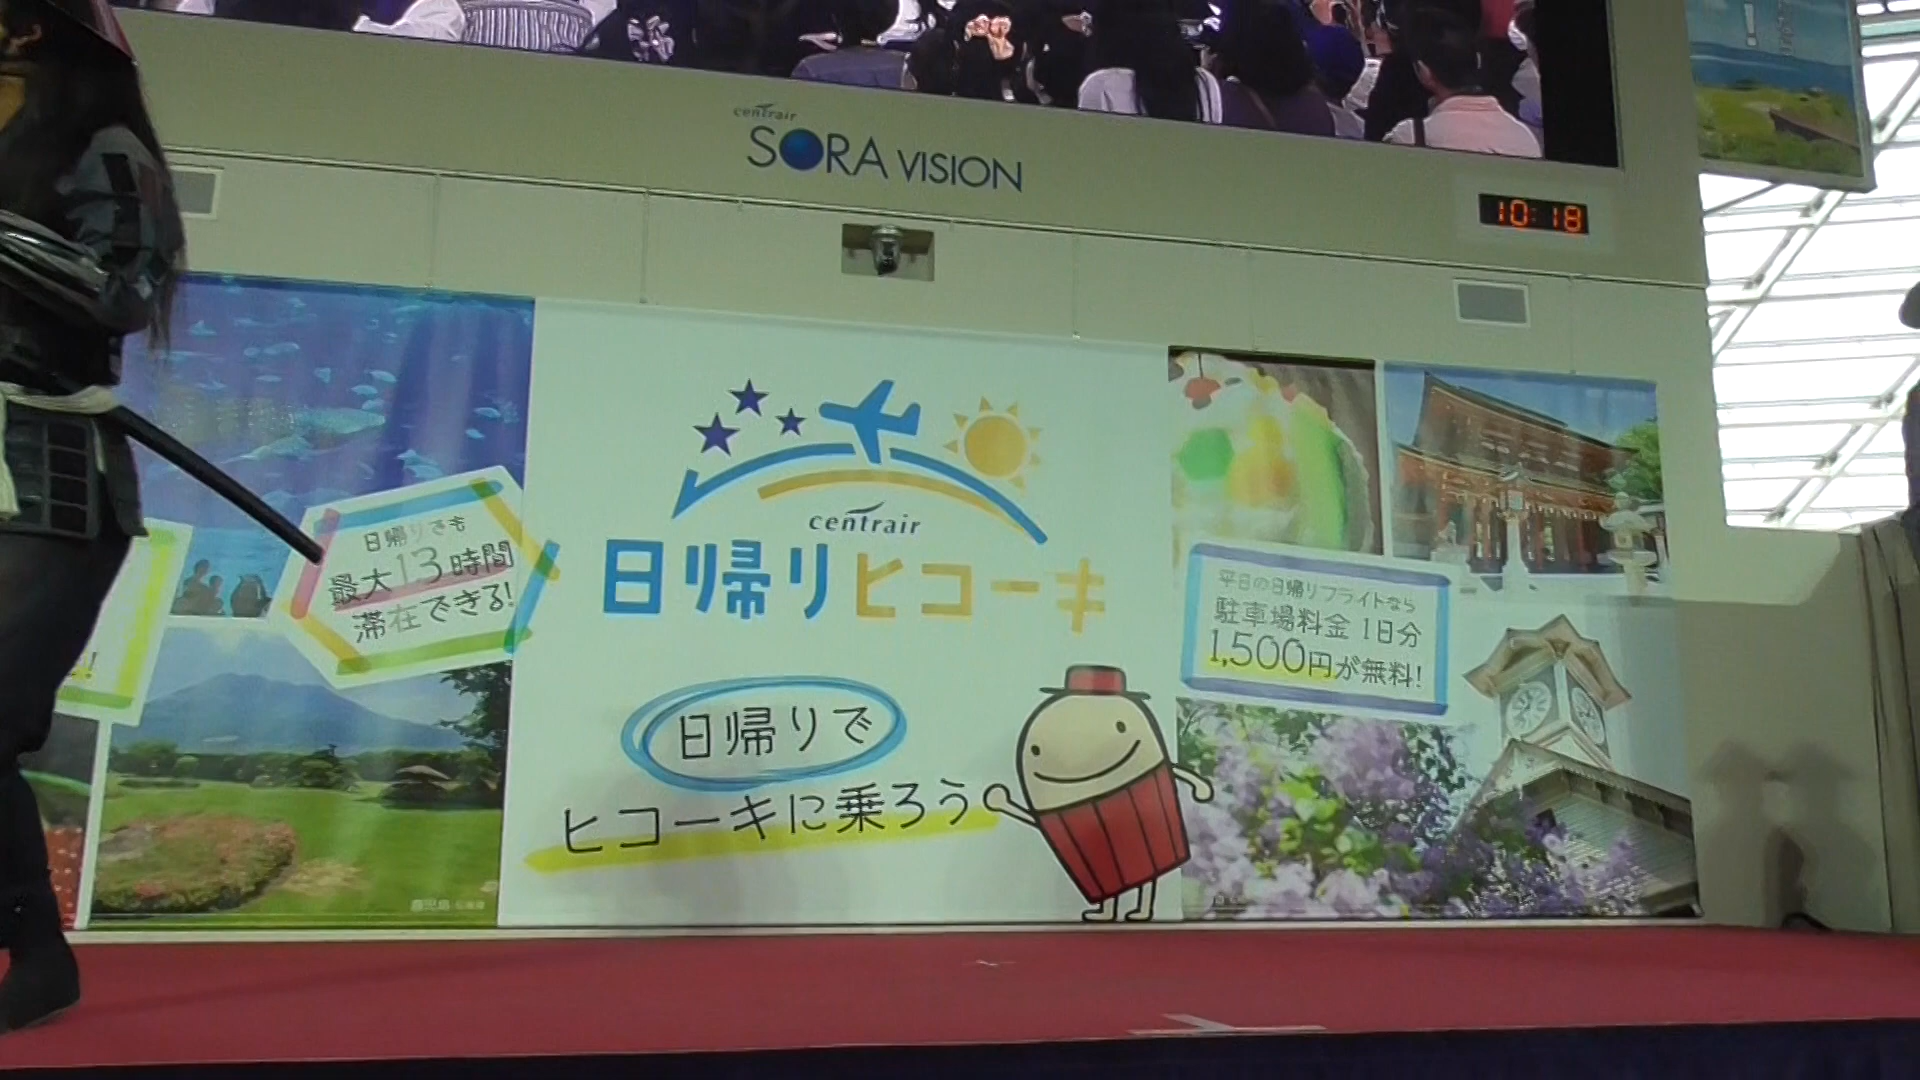 centrair
SORA VISION
10:18
日帰りでも
最大13時間
滞在できる!
centrair
日帰りヒコーキ
日帰りで
ヒコーキに乗ろう
平日の日帰りフライトなら
駐車場料金 1日分
1,500円が無料!
鹿児島